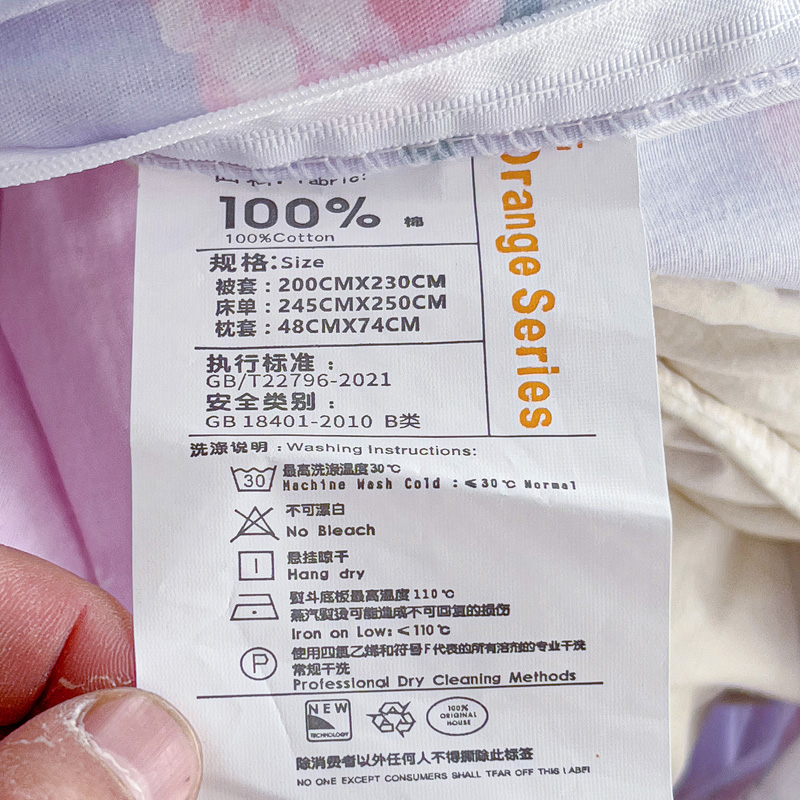 面料: Fabric:
100% 棉
100%Cotton
规格:Size
被套:200CMX230CM
床单:245CMX250CM
枕套:48CMX74CM
执行标准:
GB/T22796-2021
安全类别:
GB 18401-2010 B类
Orange Series
洗涤说明:Washing Instructions:
30
最高洗涤温度30℃
Machine Wash Cold :≤30℃ Normal
不可漂白
No Bleach
悬挂晾干
Hang dry
熨斗底板最高温度110℃
蒸汽熨烫可能造成不可回复的损伤
Iron on Low:≤110℃
P
使用四氯乙烯和符号F代表的所有溶剂的专业干洗
常规干洗
Professional Dry Cleaning Methods
NEW
TECHNOLOGY
100%
ORIGINAL
HOUSE
除消费者以外任何人不得撕除此标签
NO ONE EXCEPT CONSUMERS SHALL TEAR OFF THIS LABEl